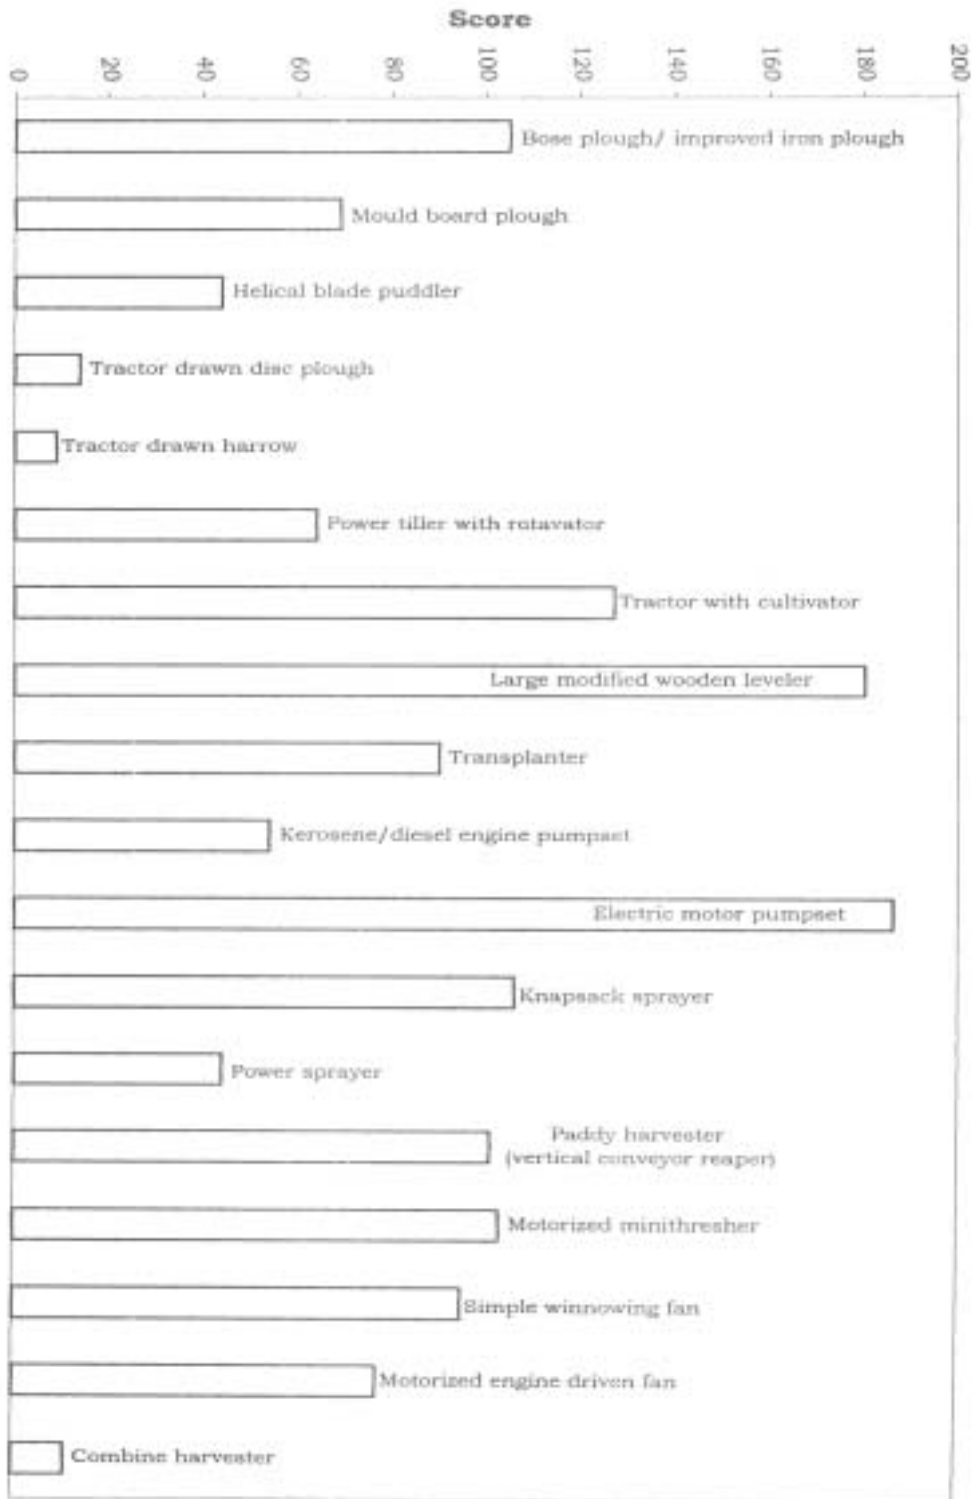 Score
0 20 40 60 80 100 120 140 160 180 200
Bose plough/ improved iron plough
Mould board plough
Helical blade puddler
Tractor drawn disc plough
Tractor drawn harrow
Power tiller with rotavator
Tractor with cultivator
Large modified wooden leveler
Transplanter
Kerosene/diesel engine pumpset
Electric motor pumpset
Knapsack sprayer
Power sprayer
Paddy harvester
(vertical conveyor reaper)
Motorized minithresher
Simple winnowing fan
Motorized engine driven fan
Combine harvester